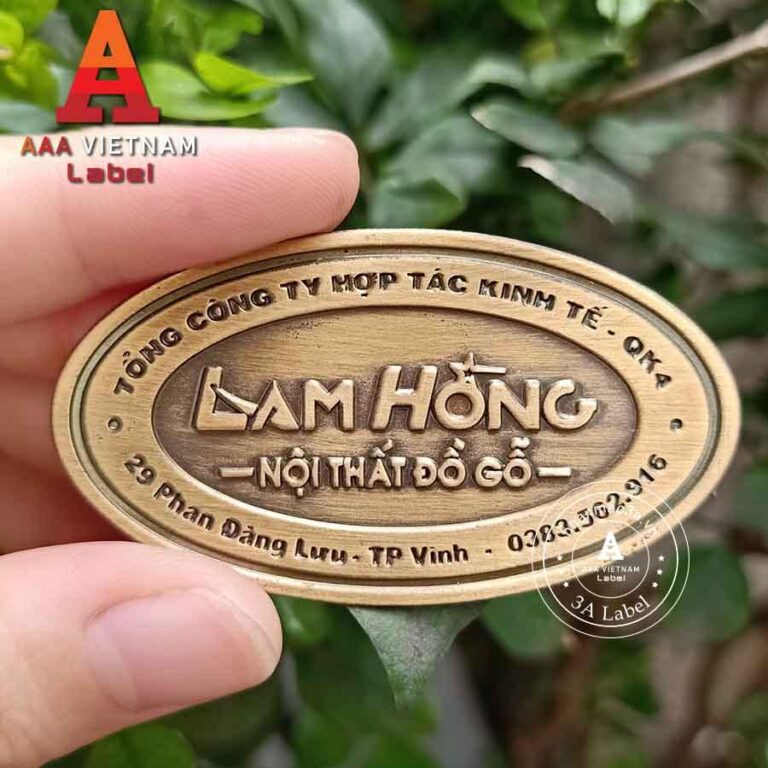 AAA VIETNAM
Label
TỔNG CÔNG TY HỢP TÁC KINH TẾ - QK4
LAM HỒNG
NỘI THẤT ĐỒ GỖ
29 Phan Đăng Lưu - TP Vinh - 0383.562.916
AAA VIETNAM
Label
3A Label